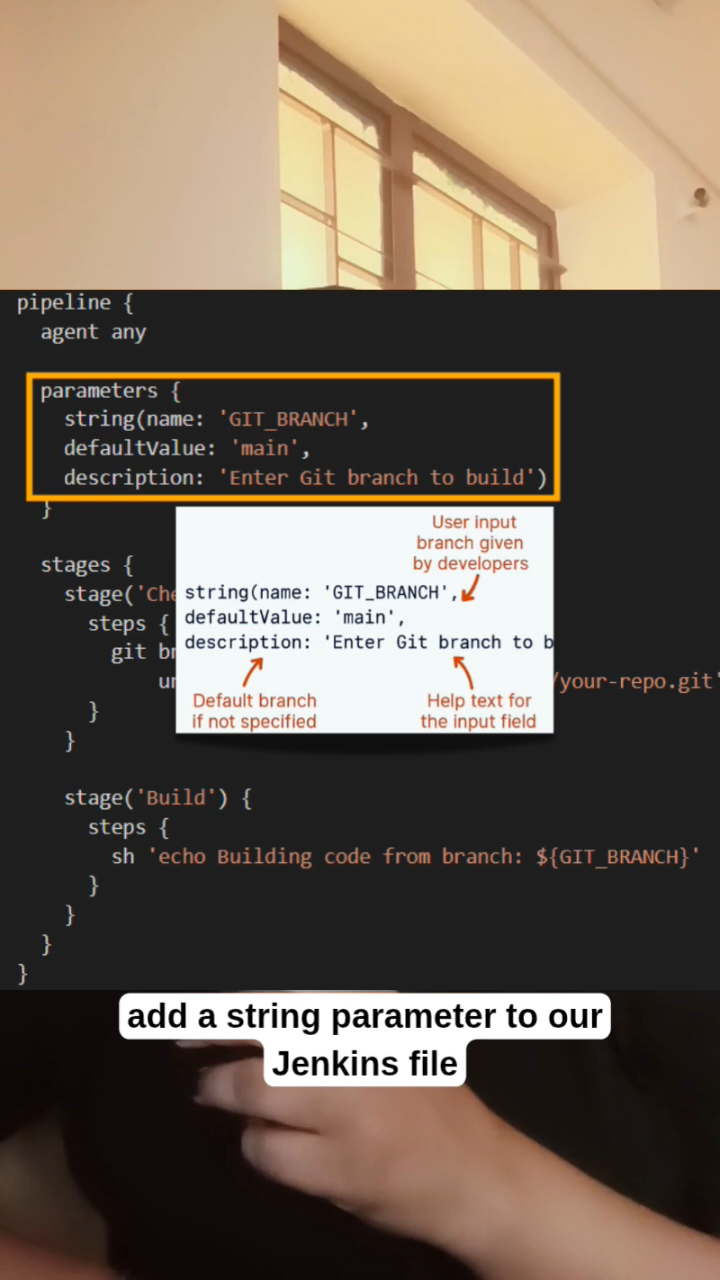 pipeline {
agent any
parameters {
string(name: 'GIT_BRANCH',
defaultValue: 'main',
description: 'Enter Git branch to build')
}
stages {
stage('Che
steps {
git br
ur
/your-repo.git'
}
}
User input
branch given
by developers
string(name: 'GIT_BRANCH',
defaultValue: 'main',
description: 'Enter Git branch to b
Default branch
if not specified
Help text for
the input field
stage('Build') {
steps {
sh 'echo Building code from branch: ${GIT_BRANCH}'
}
}
}
}
add a string parameter to our
Jenkins file